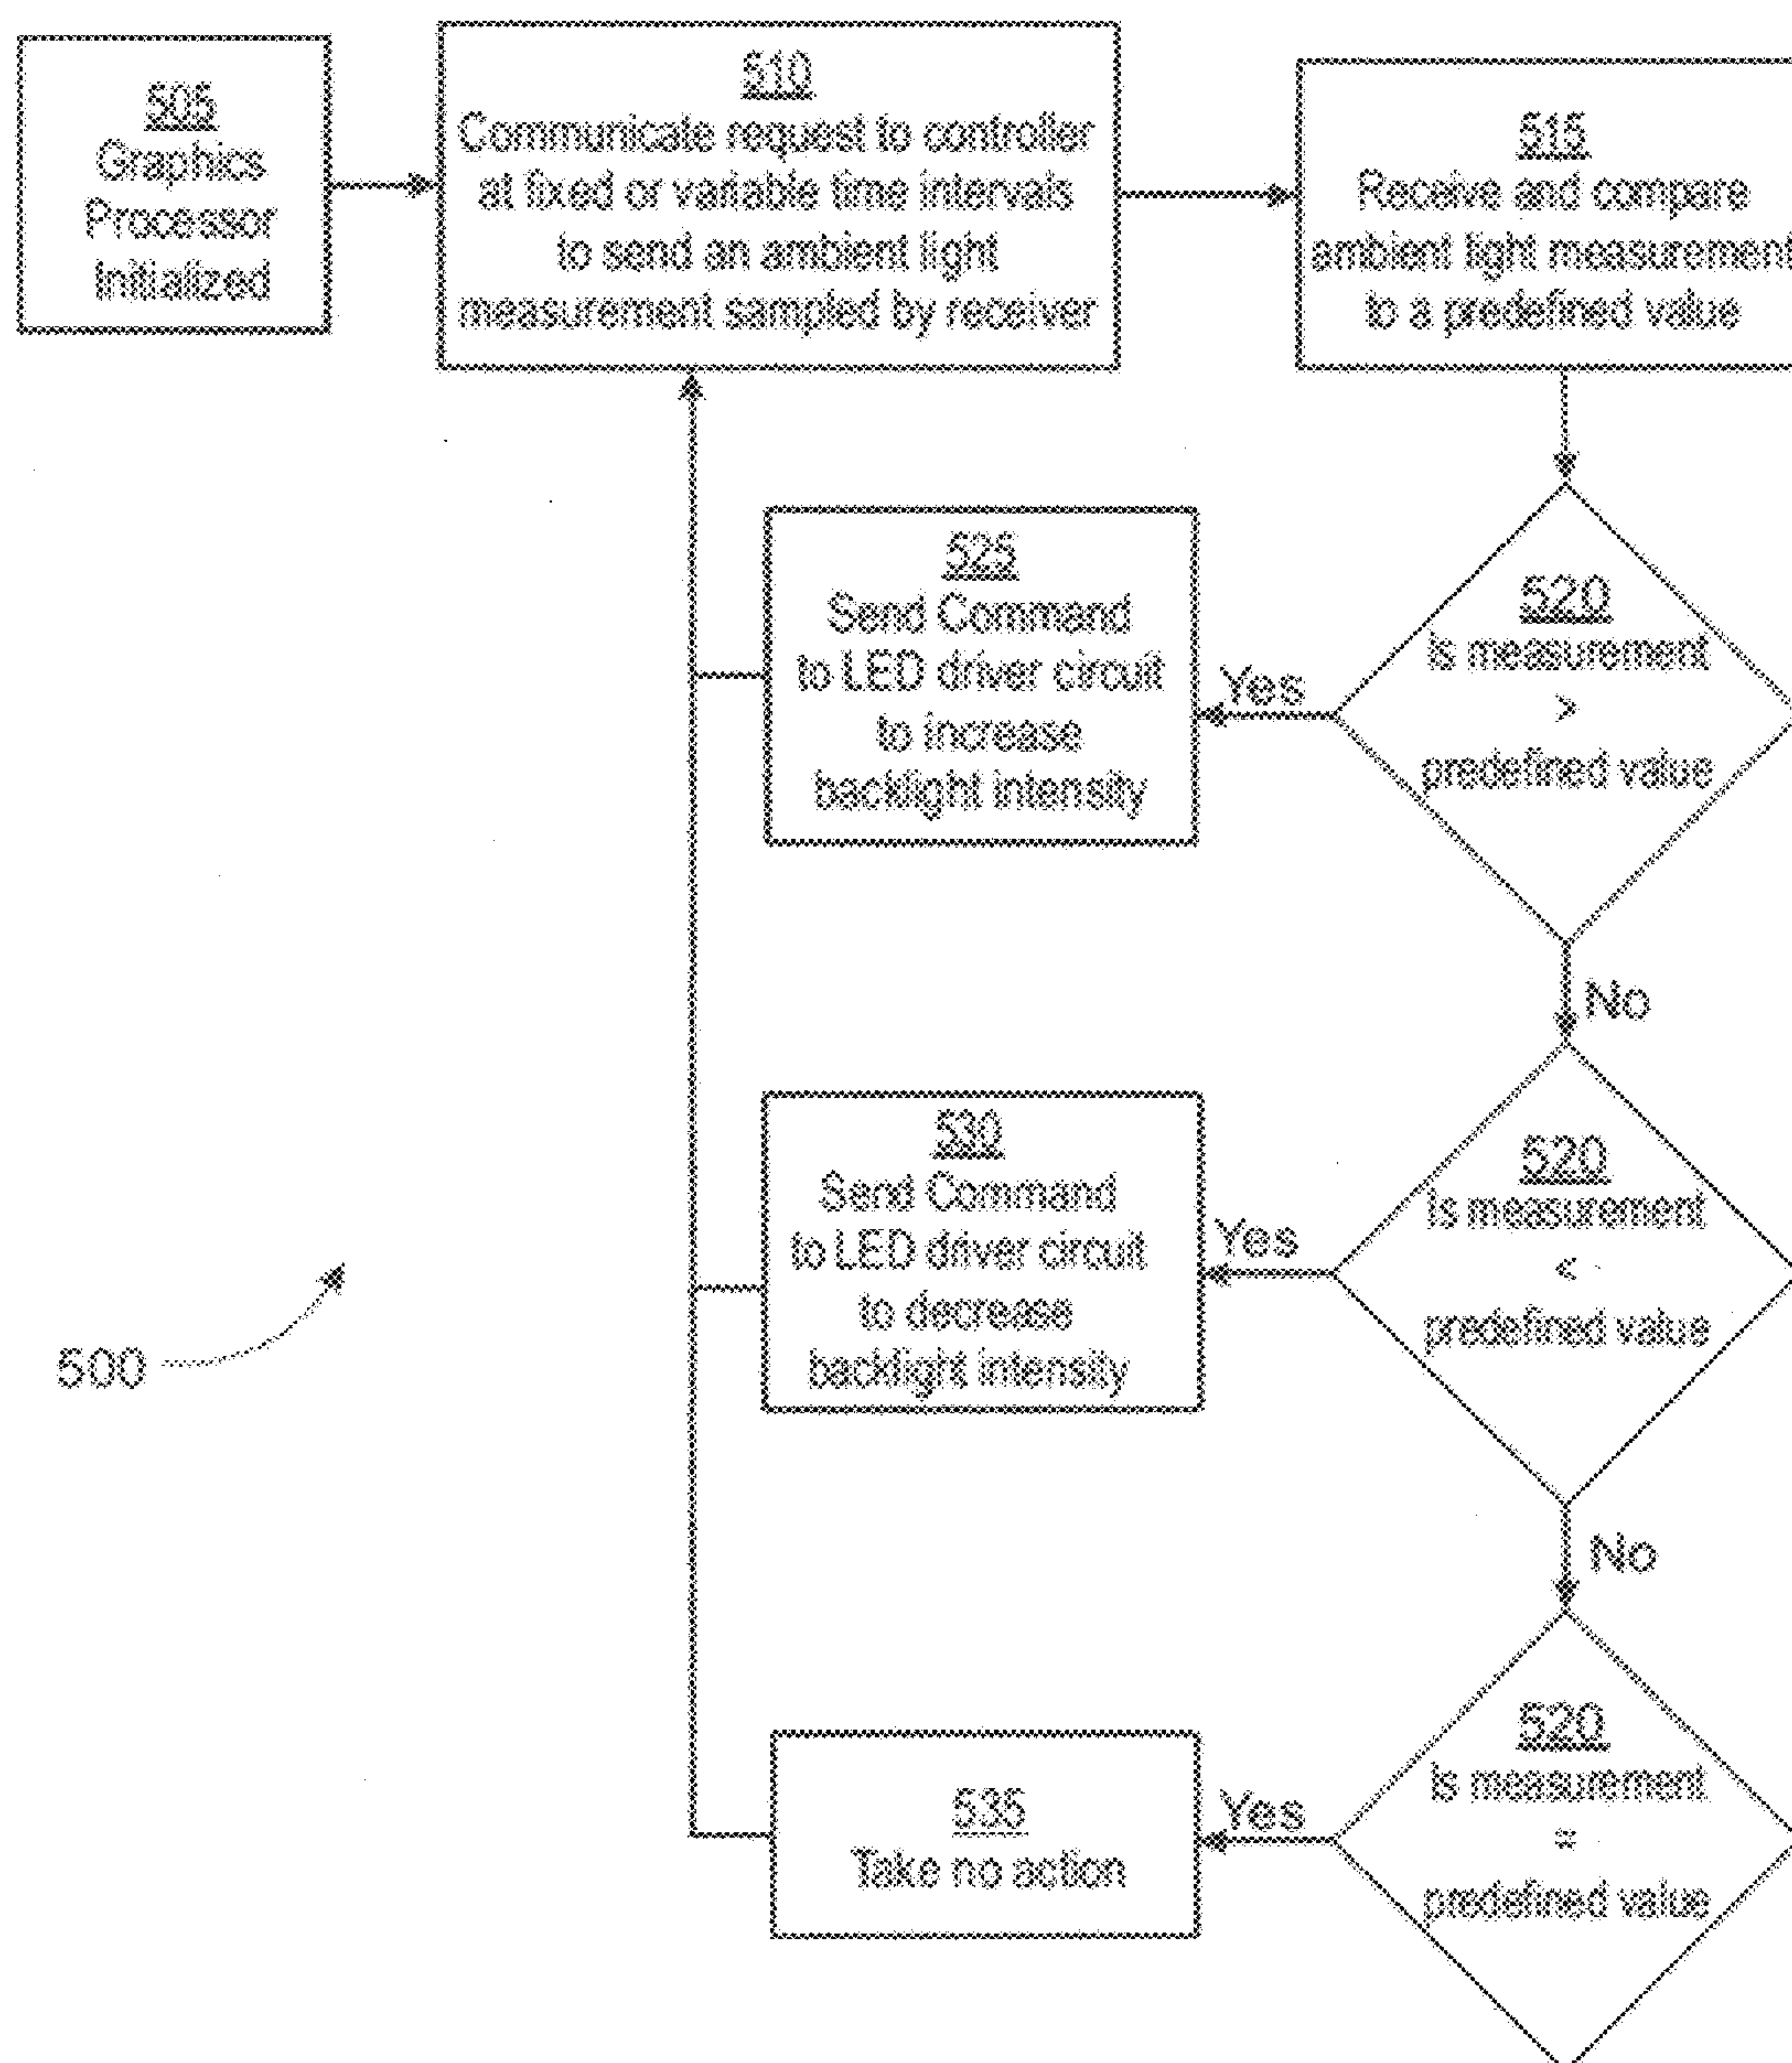 505
Graphics
Processor
Initialized
510
Communicate request to controller
at fixed or variable time intervals
to send an ambient light
measurement sampled by receiver
515
Receive and compare
ambient light measurement
to a predefined value
520
Is measurement
>
predefined value
Yes
525
Send Command
to LED driver circuit
to increase
backlight intensity
No
520
Is measurement
<
predefined value
Yes
530
Send Command
to LED driver circuit
to decrease
backlight intensity
500
No
520
Is measurement
=
predefined value
Yes
535
Take no action